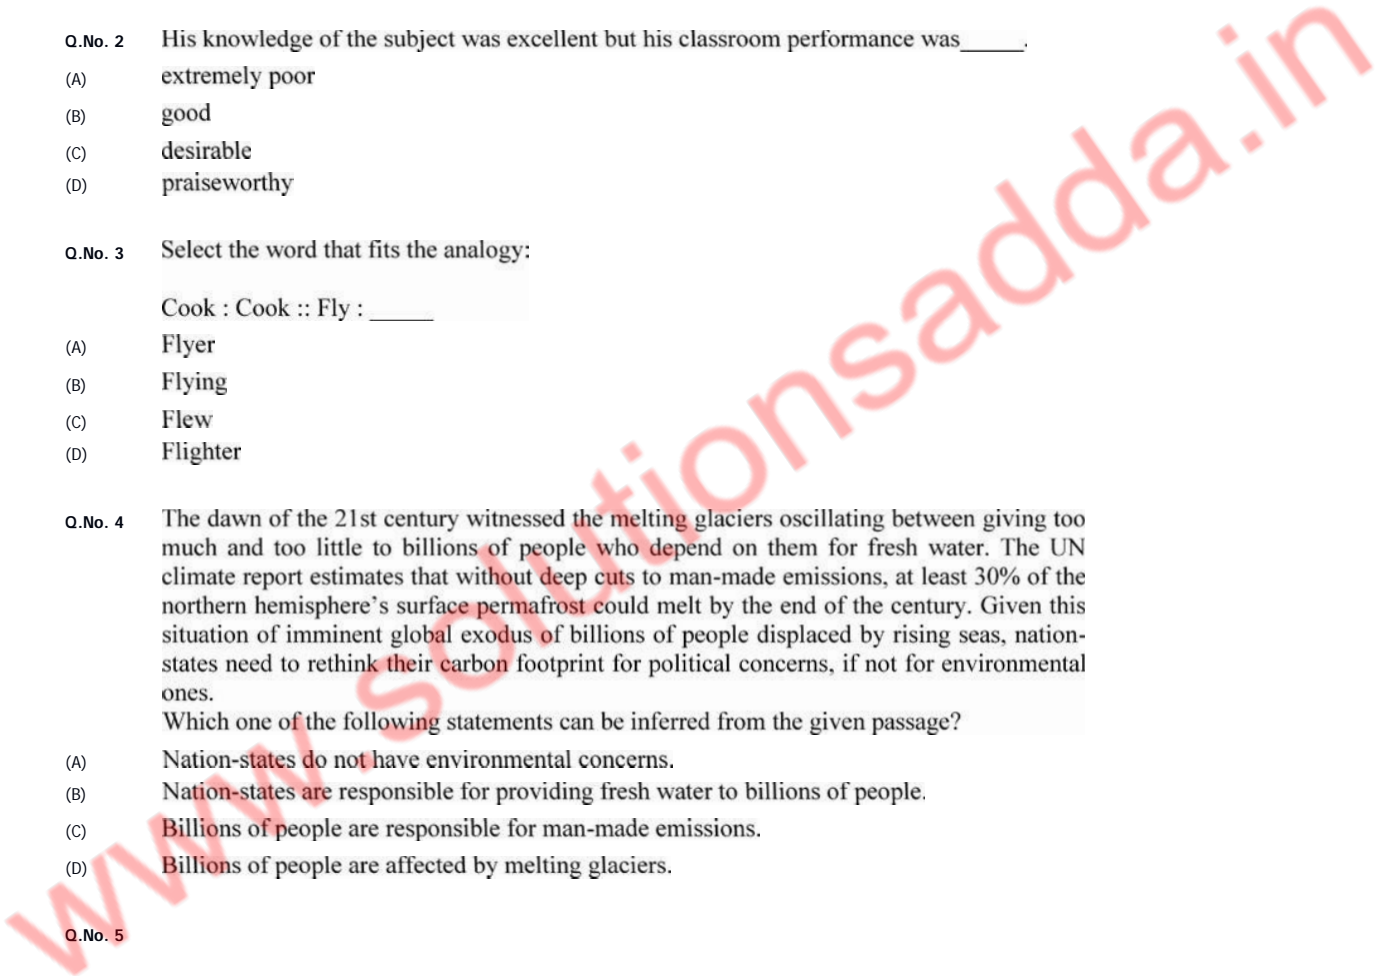 Q.No. 2 His knowledge of the subject was excellent but his classroom performance was_____.
(A) extremely poor
(B) good
(C) desirable
(D) praiseworthy
Q.No. 3 Select the word that fits the analogy:
Cook : Cook :: Fly : _____
(A) Flyer
(B) Flying
(C) Flew
(D) Flighter
Q.No. 4 The dawn of the 21st century witnessed the melting glaciers oscillating between giving too
much and too little to billions of people who depend on them for fresh water. The UN
climate report estimates that without deep cuts to man-made emissions, at least 30% of the
northern hemisphere's surface permafrost could melt by the end of the century. Given this
situation of imminent global exodus of billions of people displaced by rising seas, nation-
states need to rethink their carbon footprint for political concerns, if not for environmental
ones.
Which one of the following statements can be inferred from the given passage?
(A) Nation-states do not have environmental concerns.
(B) Nation-states are responsible for providing fresh water to billions of people.
(C) Billions of people are responsible for man-made emissions.
(D) Billions of people are affected by melting glaciers.
Q.No. 5
www.solutionsadda.in